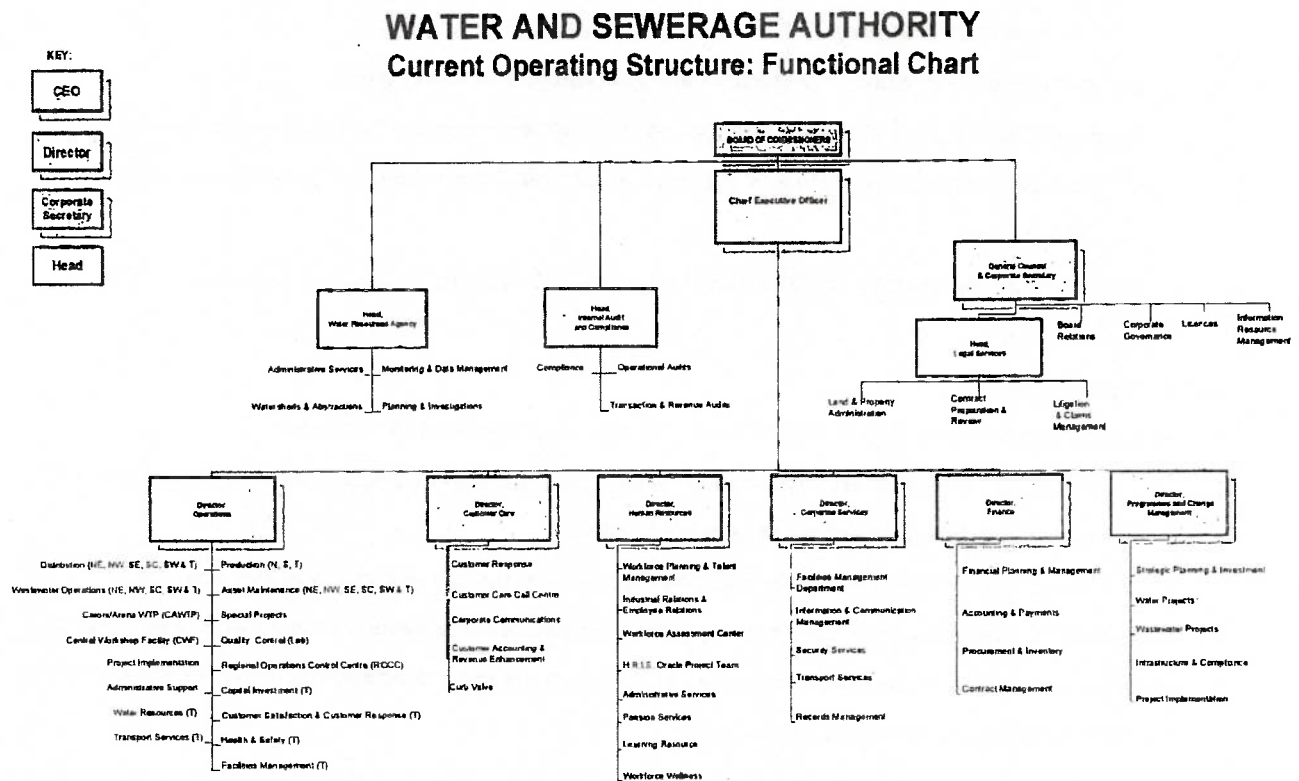 WATER AND SEWERAGE AUTHORITY
Current Operating Structure: Functional Chart
KEY:
CEO
Director
Corporate
Secretary
Head
BOARD OF COMISSIONERS
Chief Executive Officer
General Counsel
& Corporate Secretary
Head,
Water Resources Agency
Head,
Internal Audit
and Compliance
Head,
Legal Services
Board
Relations
Corporate
Governance
Licences
Information
Resource
Management
Administrative Services
Monitoring & Data Management
Watersheds & Abstractions
Planning & Investigations
Compliance
Operational Audits
Transaction & Revenue Audits
Land & Property
Administration
Contract
Preparation &
Review
Litigation
& Claims
Management
Director
Operations
Director,
Customer Care
Director,
Human Resources
Director,
Corporate Services
Director,
Finance
Director,
Programmes and Change
Management
Distribution (NE, NW, SE, SC, SW & T)
Production (N, S, T)
Wastewater Operations (NE, NW, SC, SW & T)
Asset Maintenance (NE, NW, SE, SC, SW & T)
Caroni/Arena WTP (CAWTP)
Special Projects
Central Workshop Facility (CWF)
Quality Control (Lab)
Project Implementation
Regional Operations Control Centre (ROCC)
Administrative Support
Capital Investment (T)
Water Resources (T)
Customer Satisfaction & Customer Response (T)
Transport Services (T)
Health & Safety (T)
Facilities Management (T)
Customer Response
Customer Care Call Centre
Corporate Communications
Customer Accounting &
Revenue Enhancement
Curb Valve
Workforce Planning & Talent
Management
Industrial Relations &
Employee Relations
Workforce Assessment Center
H.R.I.S. Oracle Project Team
Administrative Services
Pension Services
Learning Resource
Workforce Wellness
Facilities Management
Department
Information & Communication
Management
Security Services
Transport Services
Records Management
Financial Planning & Management
Accounting & Payments
Procurement & Inventory
Contract Management
Strategic Planning & Investment
Water Projects
Wastewater Projects
Infrastructure & Compliance
Project Implementation